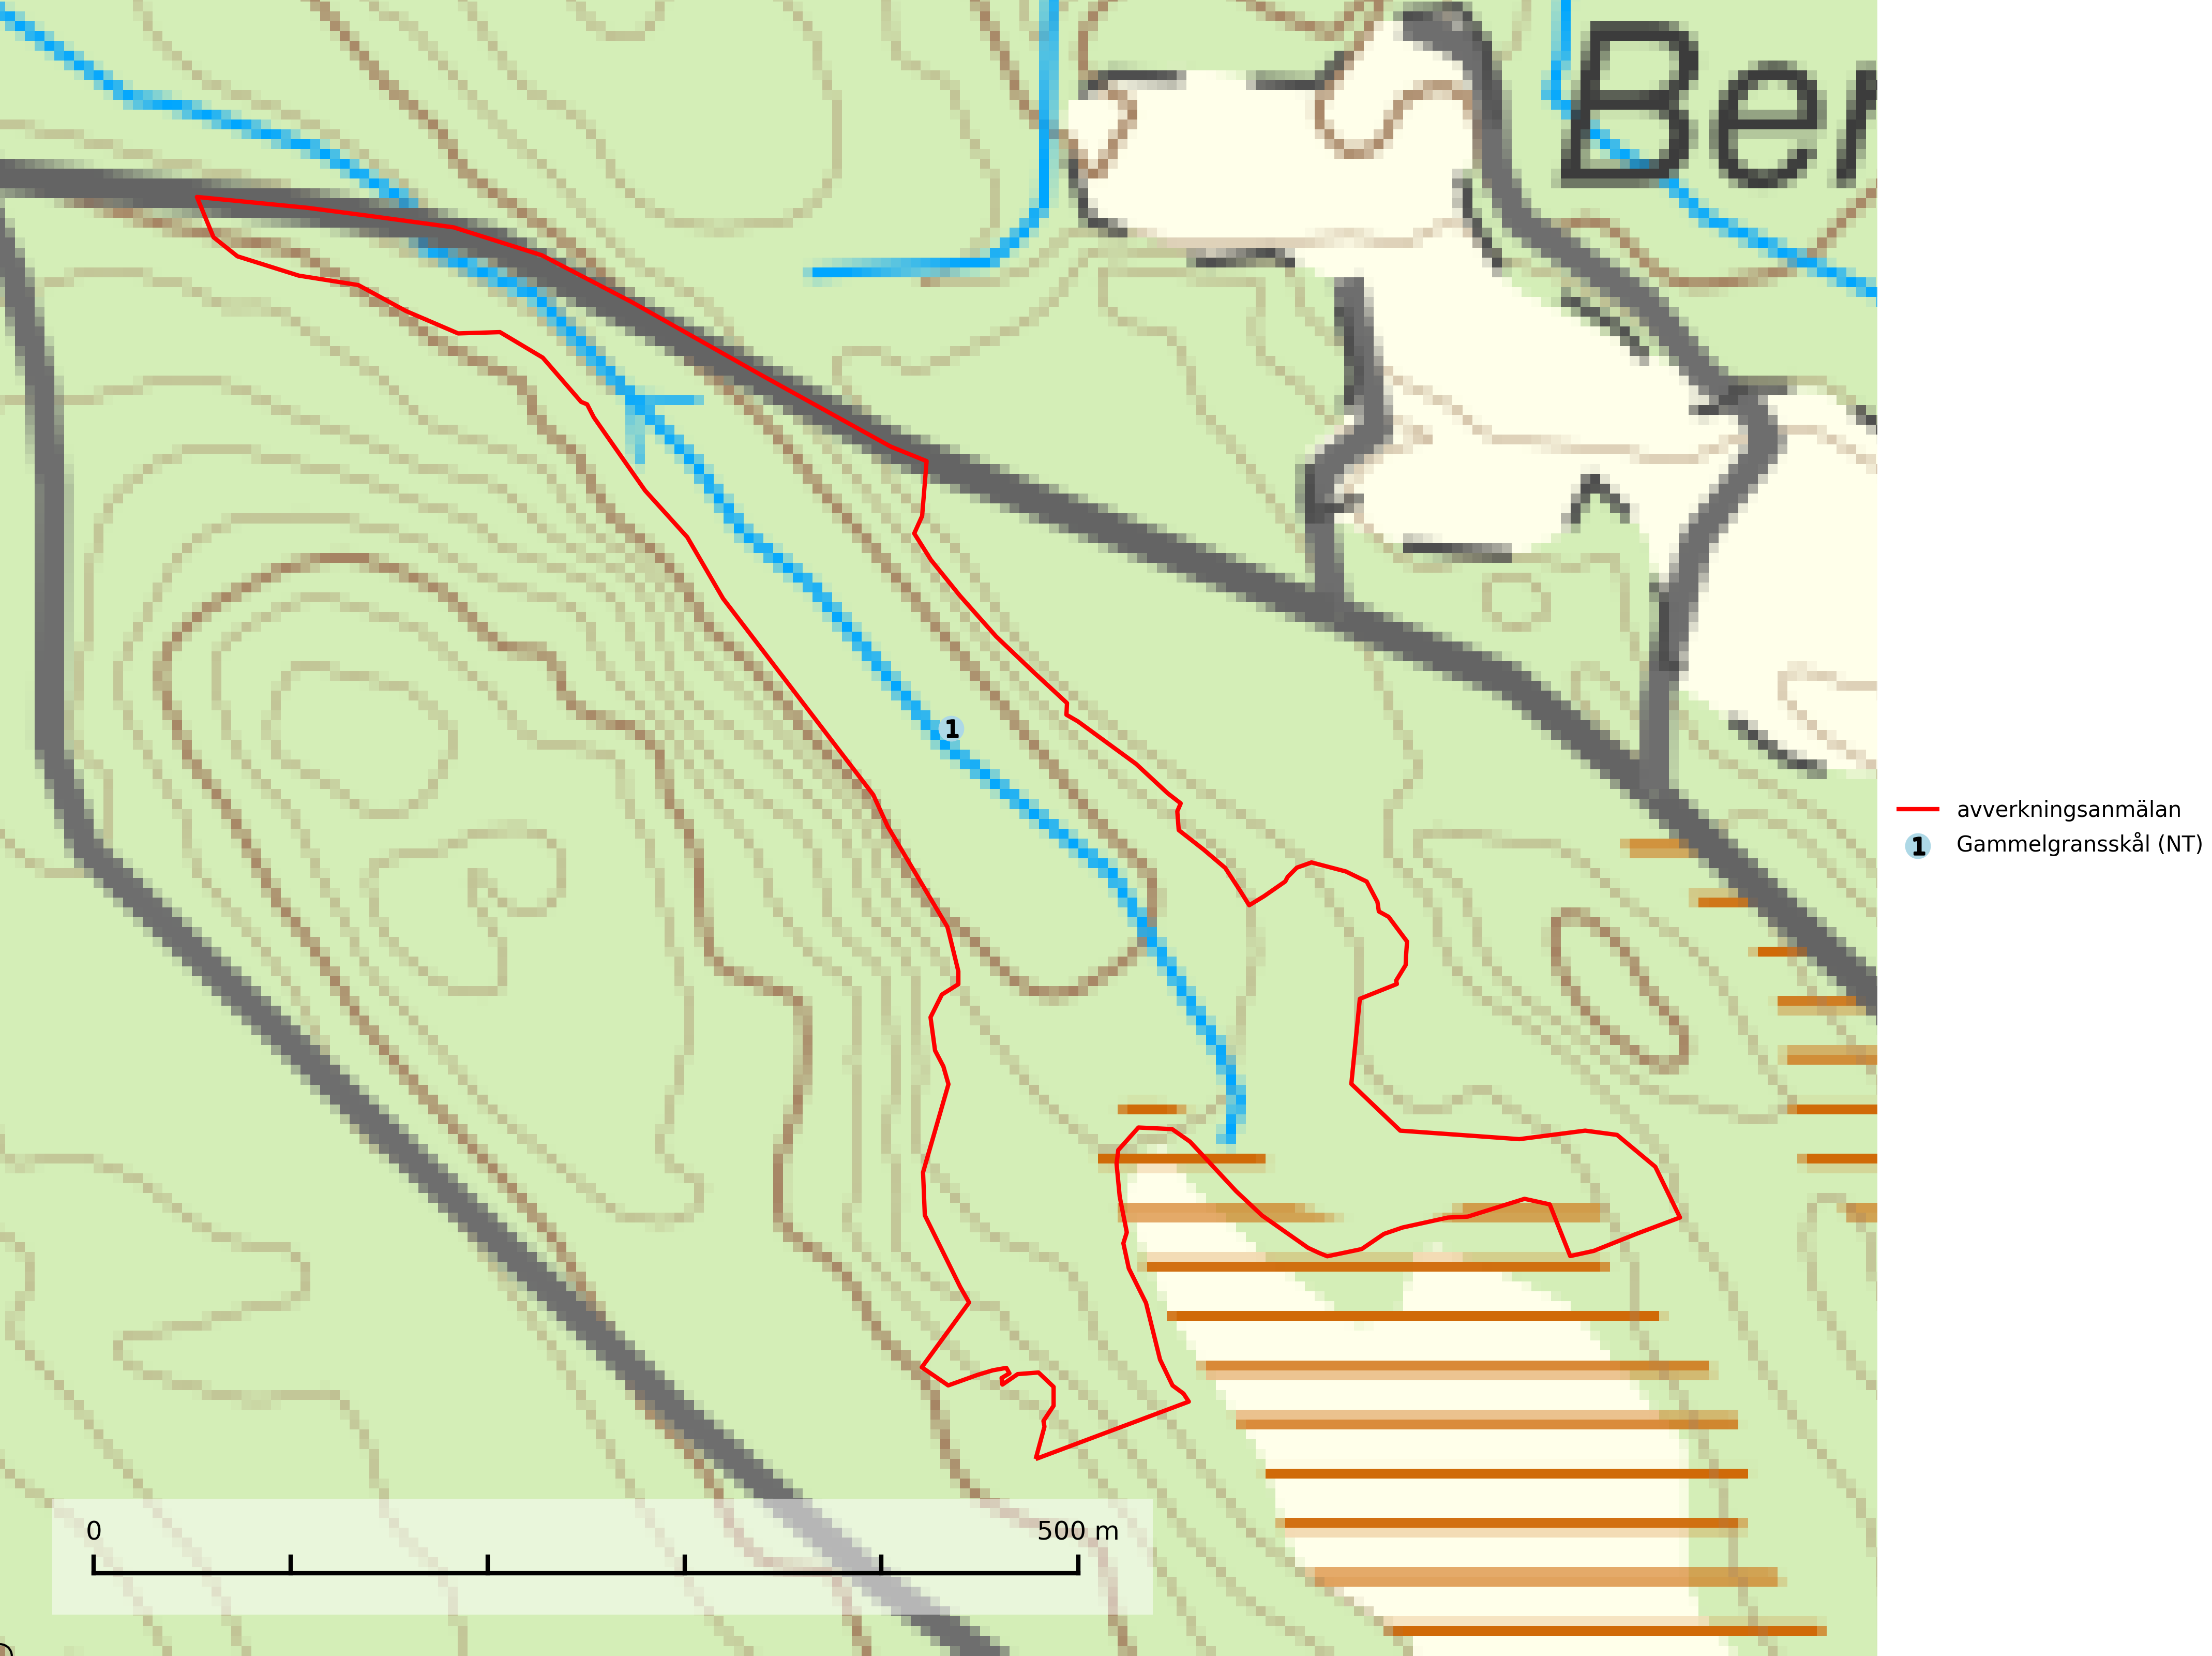 Ber
1
avverkningsanmälan
1 Gammelgransskål (NT)
0 500 m